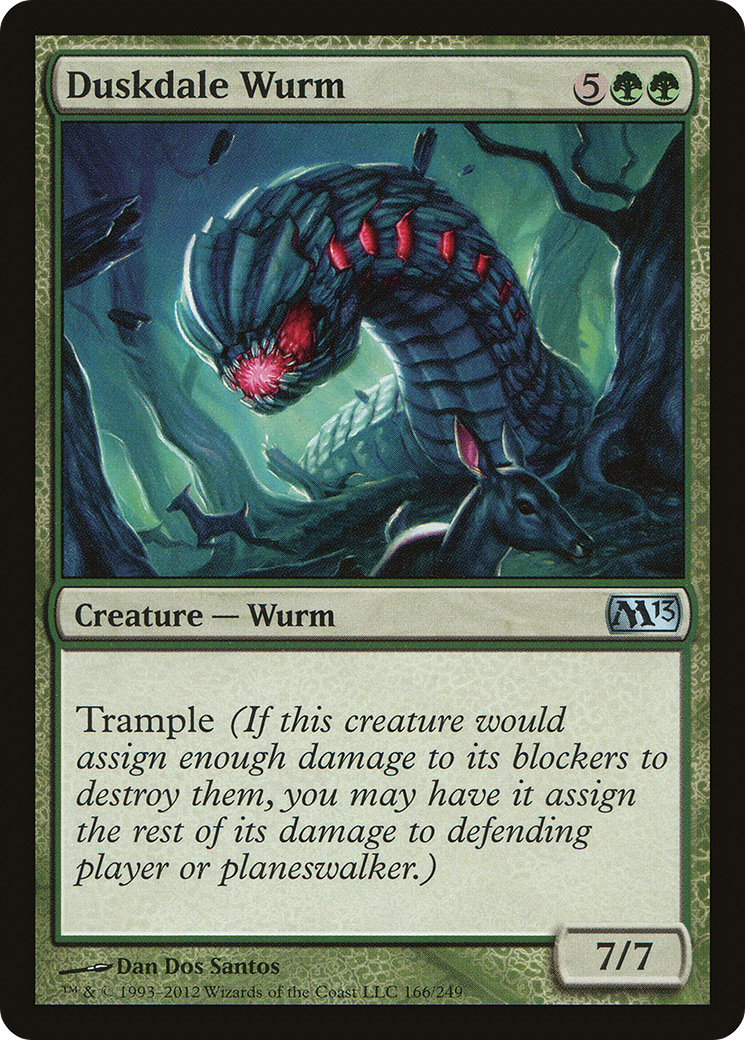 Duskdale Wurm 5
Creature — Wurm M13
Trample (If this creature would
assign enough damage to its blockers to
destroy them, you may have it assign
the rest of its damage to defending
player or planeswalker.)
7/7
Dan Dos Santos
™ & © 1993–2012 Wizards of the Coast LLC 166/249